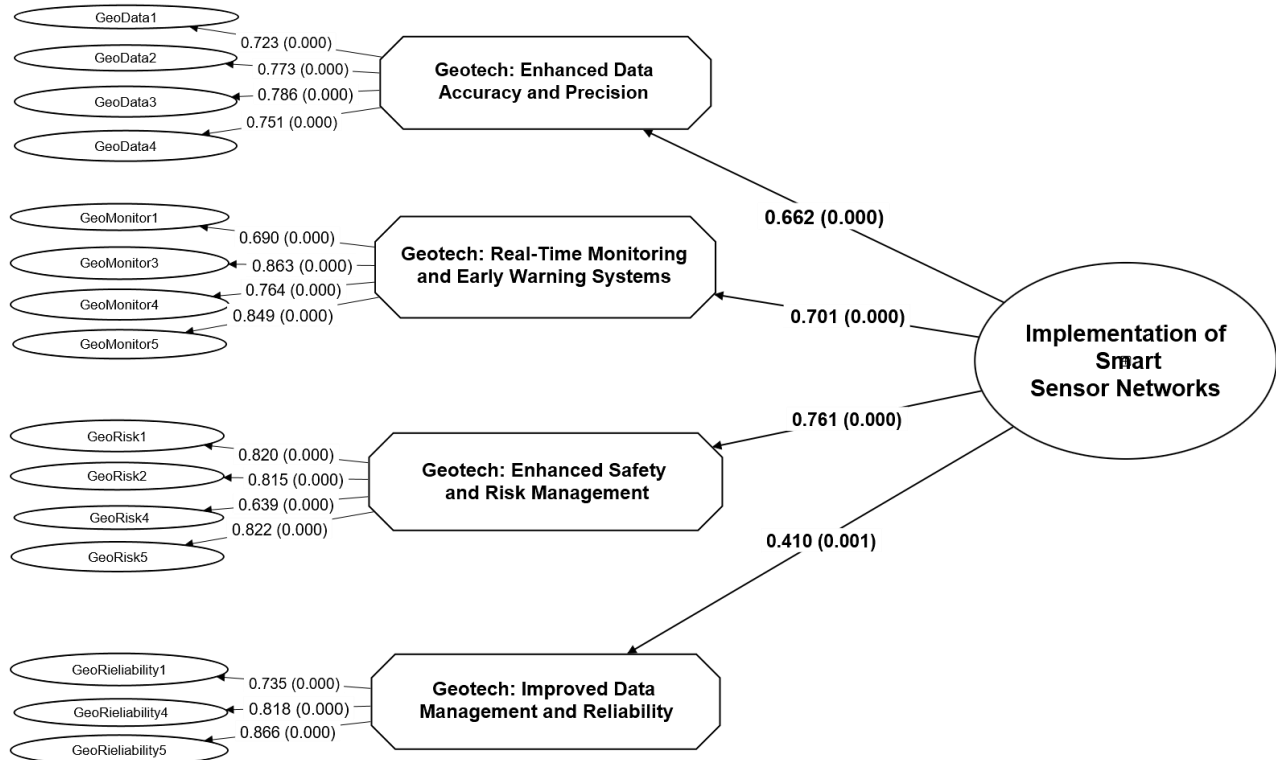 GeoData1
0.723 (0.000)
GeoData2
0.773 (0.000)
GeoData3
0.786 (0.000)
GeoData4
0.751 (0.000)
Geotech: Enhanced Data
Accuracy and Precision
0.662 (0.000)
GeoMonitor1
0.690 (0.000)
GeoMonitor3
0.863 (0.000)
GeoMonitor4
0.764 (0.000)
GeoMonitor5
0.849 (0.000)
Geotech: Real-Time Monitoring
and Early Warning Systems
0.701 (0.000)
Implementation of
Smart
Sensor Networks
GeoRisk1
0.820 (0.000)
GeoRisk2
0.815 (0.000)
GeoRisk4
0.639 (0.000)
GeoRisk5
0.822 (0.000)
Geotech: Enhanced Safety
and Risk Management
0.761 (0.000)
0.410 (0.001)
GeoRieliability1
0.735 (0.000)
GeoRieliability4
0.818 (0.000)
GeoRieliability5
0.866 (0.000)
Geotech: Improved Data
Management and Reliability